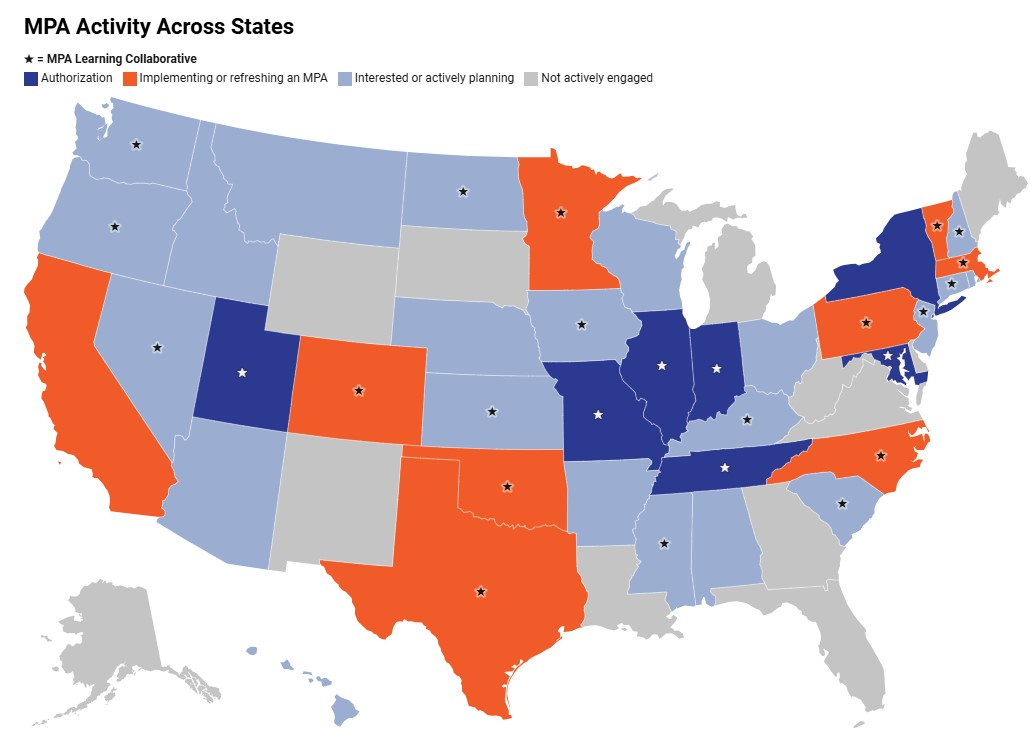 MPA Activity Across States
★ = MPA Learning Collaborative
Authorization Implementing or refreshing an MPA Interested or actively planning Not actively engaged